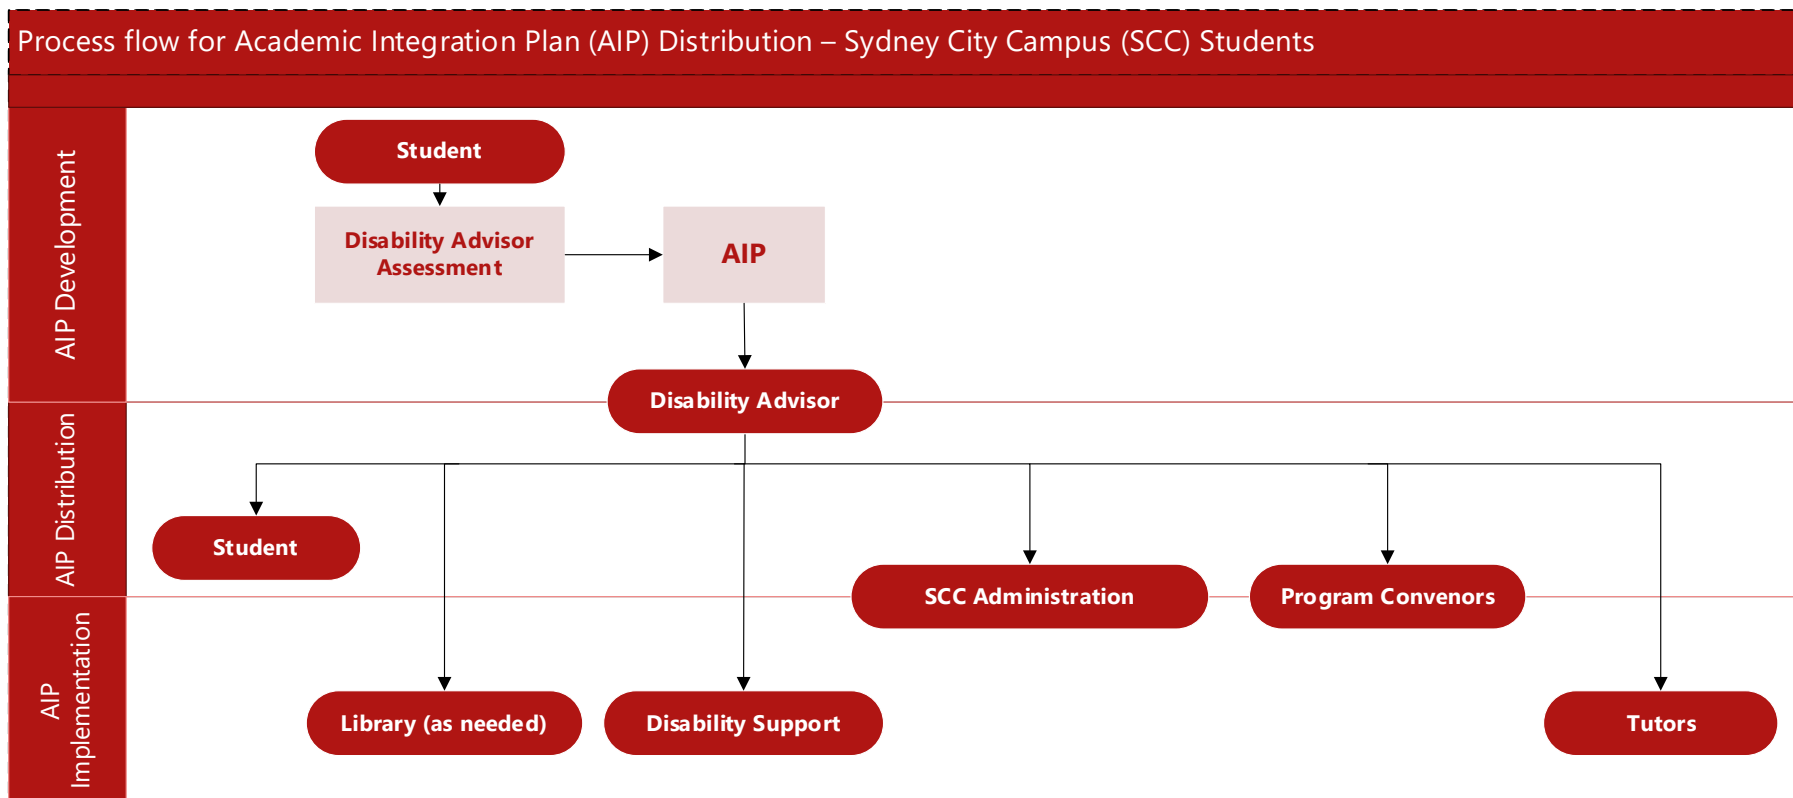 Process flow for Academic Integration Plan (AIP) Distribution – Sydney City Campus (SCC) Students
AIP Development
Student
Disability Advisor
Assessment
AIP
Disability Advisor
AIP Distribution
Student
SCC Administration
Program Convenors
AIP
Implementation
Library (as needed)
Disability Support
Tutors